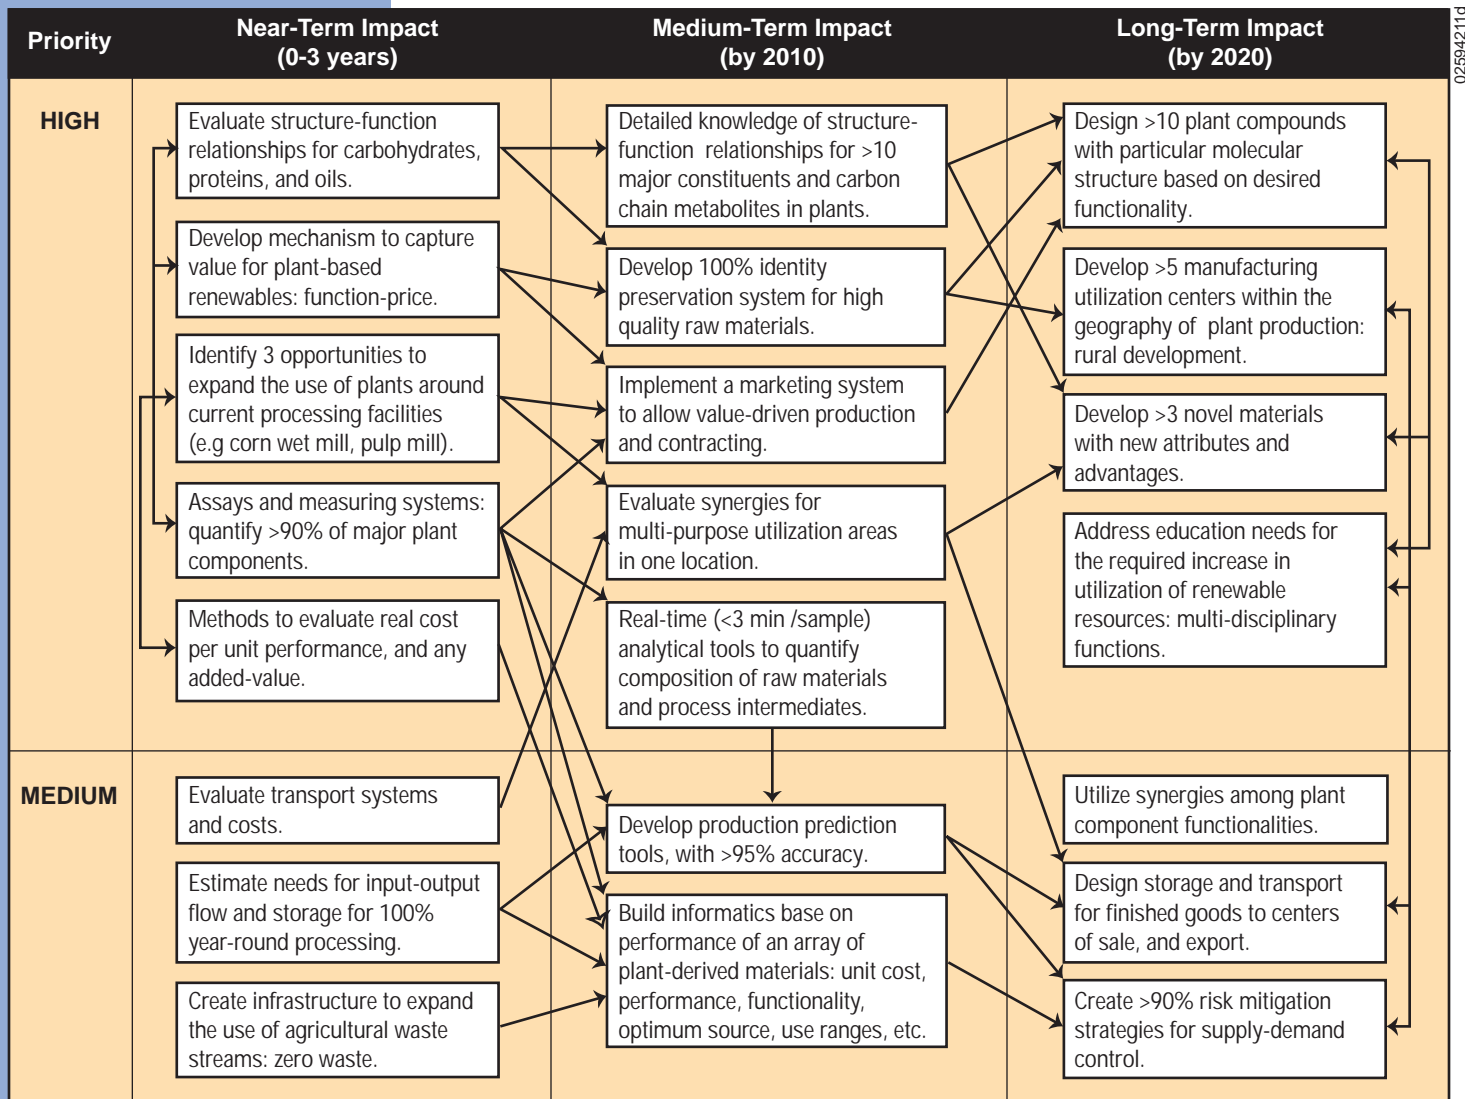 02594211d
Priority
Near-Term Impact
(0-3 years)
Medium-Term Impact
(by 2010)
Long-Term Impact
(by 2020)
HIGH
Evaluate structure-function
relationships for carbohydrates,
proteins, and oils.
Develop mechanism to capture
value for plant-based
renewables: function-price.
Identify 3 opportunities to
expand the use of plants around
current processing facilities
(e.g corn wet mill, pulp mill).
Assays and measuring systems:
quantify >90% of major plant
components.
Methods to evaluate real cost
per unit performance, and any
added-value.
Detailed knowledge of structure-
function relationships for >10
major constituents and carbon
chain metabolites in plants.
Develop 100% identity
preservation system for high
quality raw materials.
Implement a marketing system
to allow value-driven production
and contracting.
Evaluate synergies for
multi-purpose utilization areas
in one location.
Real-time (<3 min /sample)
analytical tools to quantify
composition of raw materials
and process intermediates.
Design >10 plant compounds
with particular molecular
structure based on desired
functionality.
Develop >5 manufacturing
utilization centers within the
geography of plant production:
rural development.
Develop >3 novel materials
with new attributes and
advantages.
Address education needs for
the required increase in
utilization of renewable
resources: multi-disciplinary
functions.
MEDIUM
Evaluate transport systems
and costs.
Estimate needs for input-output
flow and storage for 100%
year-round processing.
Create infrastructure to expand
the use of agricultural waste
streams: zero waste.
Develop production prediction
tools, with >95% accuracy.
Build informatics base on
performance of an array of
plant-derived materials: unit cost,
performance, functionality,
optimum source, use ranges, etc.
Utilize synergies among plant
component functionalities.
Design storage and transport
for finished goods to centers
of sale, and export.
Create >90% risk mitigation
strategies for supply-demand
control.